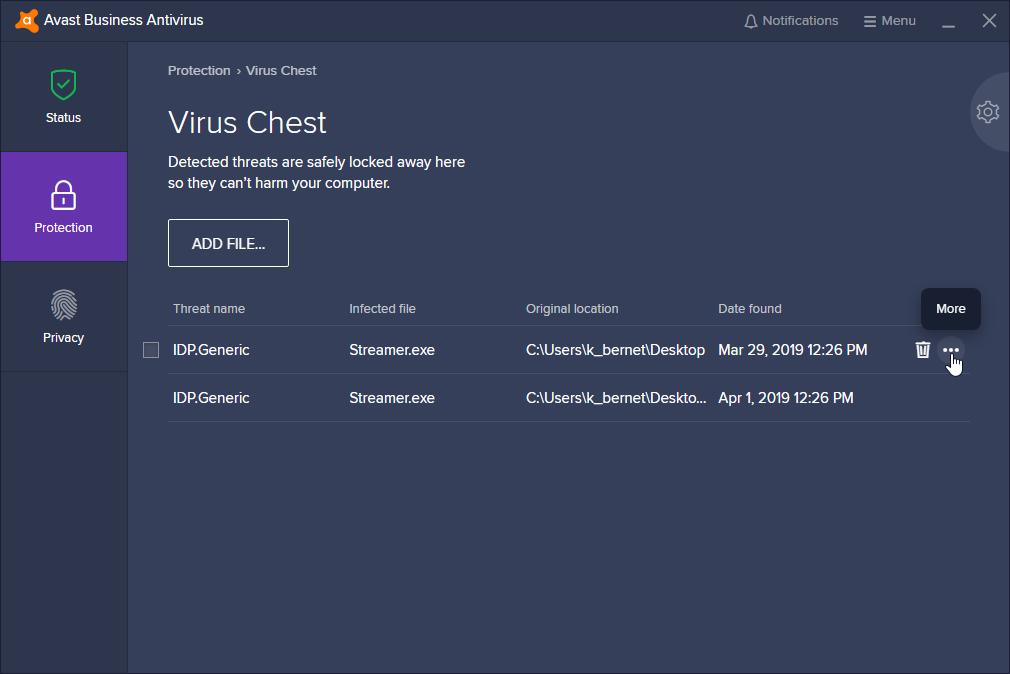 Avast Business Antivirus
Notifications
Menu
Status
Protection
Privacy
Protection › Virus Chest
Virus Chest
Detected threats are safely locked away here
so they can’t harm your computer.
ADD FILE...
Threat name Infected file Original location Date found
More
IDP.Generic Streamer.exe C:\Users\k_bernet\Desktop Mar 29, 2019 12:26 PM
IDP.Generic Streamer.exe C:\Users\k_bernet\Deskto... Apr 1, 2019 12:26 PM